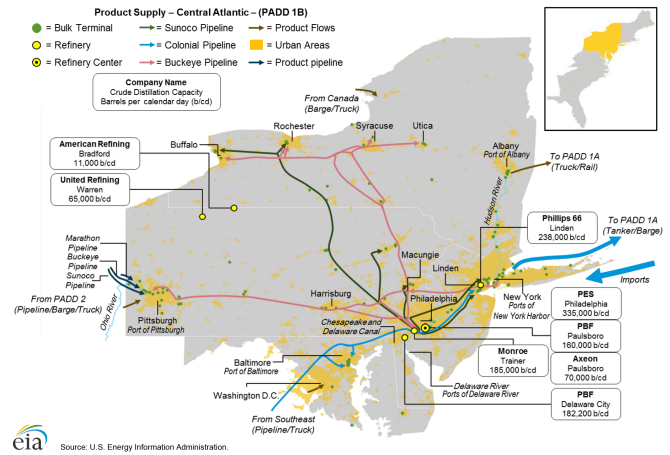 Product Supply – Central Atlantic – (PADD 1B)
= Bulk Terminal
= Sunoco Pipeline
= Product Flows
= Refinery
= Colonial Pipeline
= Urban Areas
= Refinery Center
= Buckeye Pipeline
= Product pipeline
Company Name
Crude Distillation Capacity
Barrels per calendar day (b/cd)
From Canada
(Barge/Truck)
Rochester
Syracuse
Utica
Buffalo
American Refining
Bradford
11,000 b/cd
United Refining
Warren
65,000 b/cd
Albany
Port of Albany
To PADD 1A
(Truck/Rail)
Hudson River
Phillips 66
Linden
238,000 b/cd
To PADD 1A
(Tanker/Barge)
Imports
Marathon
Pipeline
Buckeye
Pipeline
Sunoco
Pipeline
From PADD 2
(Pipeline/Barge/Truck)
Ohio River
Pittsburgh
Port of Pittsburgh
Harrisburg
Macungie
Linden
Philadelphia
New York
Ports of
New York Harbor
Chesapeake and
Delaware Canal
Baltimore
Port of Baltimore
Washington D.C.
From Southeast
(Pipeline/Truck)
Delaware River
Ports of Delaware River
Monroe
Trainer
185,000 b/cd
PES
Philadelphia
335,000 b/cd
PBF
Paulsboro
160,000 b/cd
Axeon
Paulsboro
70,000 b/cd
PBF
Delaware City
182,200 b/cd
eia
Source: U.S. Energy Information Administration.